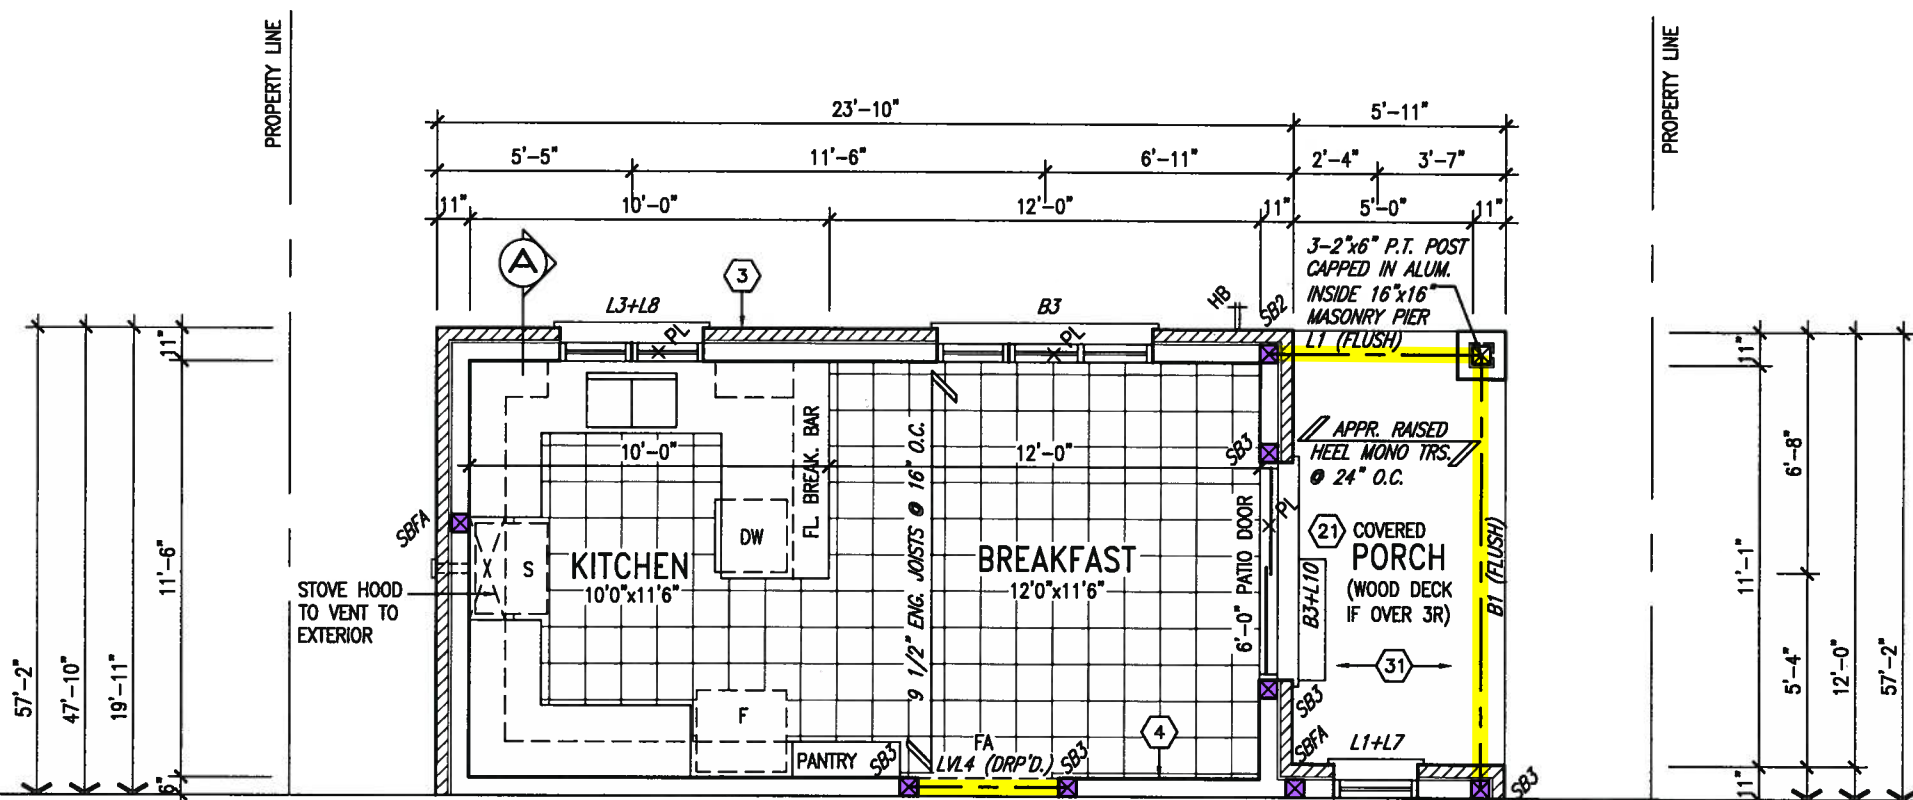 PROPERTY LINE
PROPERTY LINE
23'-10"
5'-11"
5'-5"
11'-6"
6'-11"
2'-4"
3'-7"
11"
10'-0"
12'-0"
11"
5'-0"
11"
A
3
L3+L8
B3
HB
SB2
3-2"x6" P.T. POST
CAPPED IN ALUM.
INSIDE 16"x16"
MASONRY PIER
L1 (FLUSH)
PL
PL
11"
11"
10'-0"
12'-0"
FL. BREAK. BAR
9 1/2" ENG. JOISTS @ 16" O.C.
SB3
APPR. RAISED
HEEL MONO TRS.
@ 24" O.C.
6'-8"
SBFA
DW
S
KITCHEN
10'0"x11'6"
BREAKFAST
12'0"x11'6"
6'-0" PATIO DOOR
PL
21
COVERED
PORCH
(WOOD DECK
IF OVER 3R)
B3+L10
B1 (FLUSH)
31
STOVE HOOD
TO VENT TO
EXTERIOR
57'-2"
47'-10"
19'-11"
11'-6"
6"
11'-1"
5'-4"
12'-0"
57'-2"
11"
F
PANTRY
SB3
FA
LVL4 (DRP'D.)
SB3
4
SB3
SBFA
L1+L7
SB3